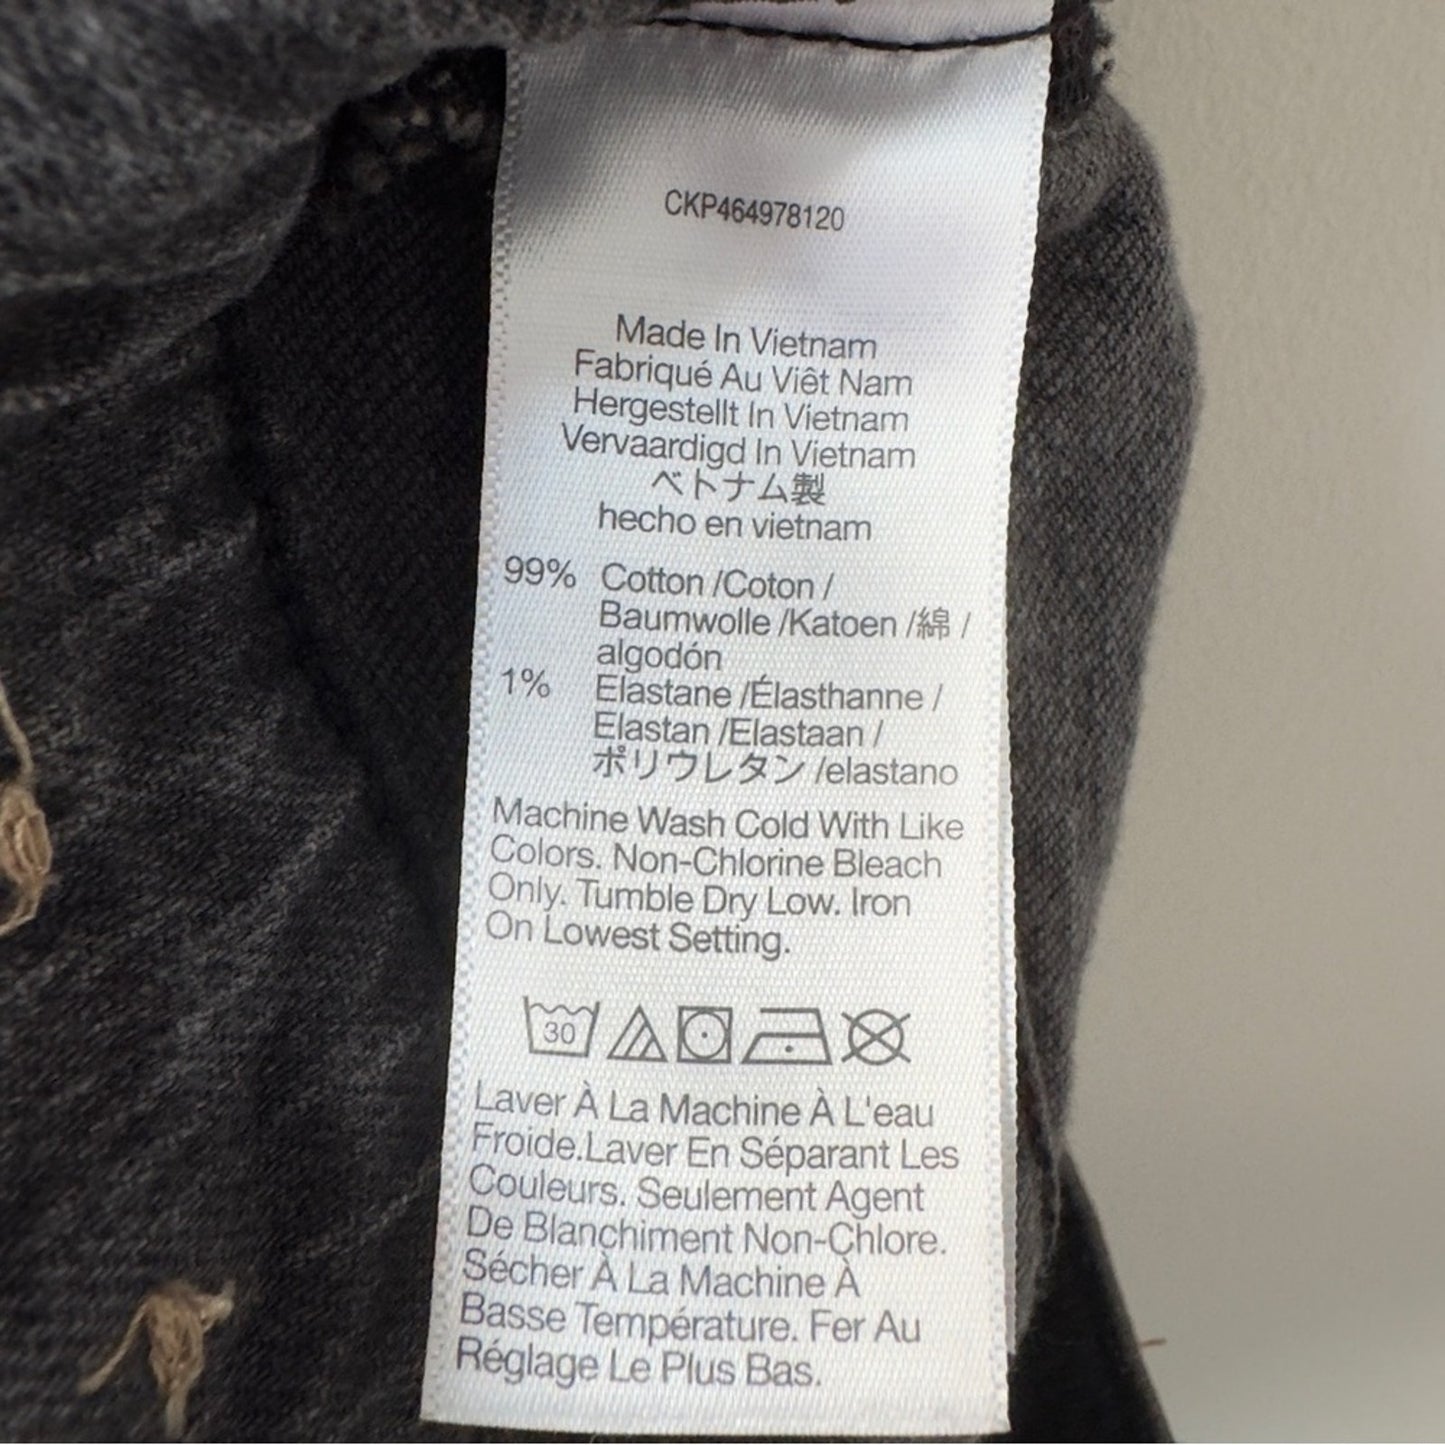 CKP464978120
Made In Vietnam
Fabriqué Au Viêt Nam
Hergestellt In Vietnam
Vervaardigd In Vietnam
ベトナム製
hecho en vietnam
99% Cotton /Coton /
Baumwolle /Katoen /綿 /
algodón
1% Elastane /Élasthanne /
Elastan /Elastaan /
ポリウレタン /elastano
Machine Wash Cold With Like
Colors. Non-Chlorine Bleach
Only. Tumble Dry Low. Iron
On Lowest Setting.
30
Laver À La Machine À L'eau
Froide.Laver En Séparant Les
Couleurs. Seulement Agent
De Blanchiment Non-Chlore.
Sécher À La Machine À
Basse Température. Fer Au
Réglage Le Plus Bas.